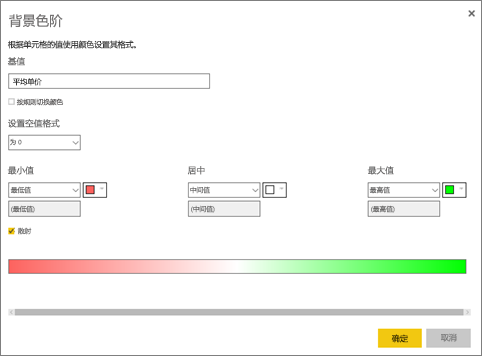 背景色阶
根据单元格的值使用颜色设置其格式。
基值
平均单价
按规则切换颜色
设置空值格式
为 0
最小值 居中 最大值
最低值 中间值 最高值
(最低值) (中间值) (最高值)
散射
确定 取消